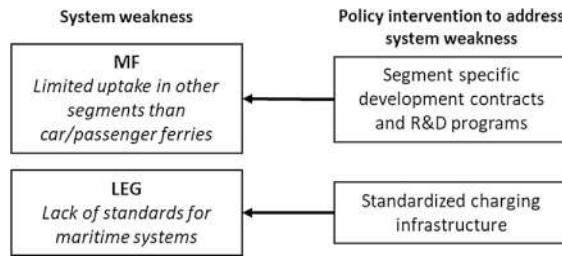 System weakness
Policy intervention to address
system weakness
MF
Limited uptake in other
segments than
car/passenger ferries
Segment specific
development contracts
and R&D programs
LEG
Lack of standards for
maritime systems
Standardized charging
infrastructure